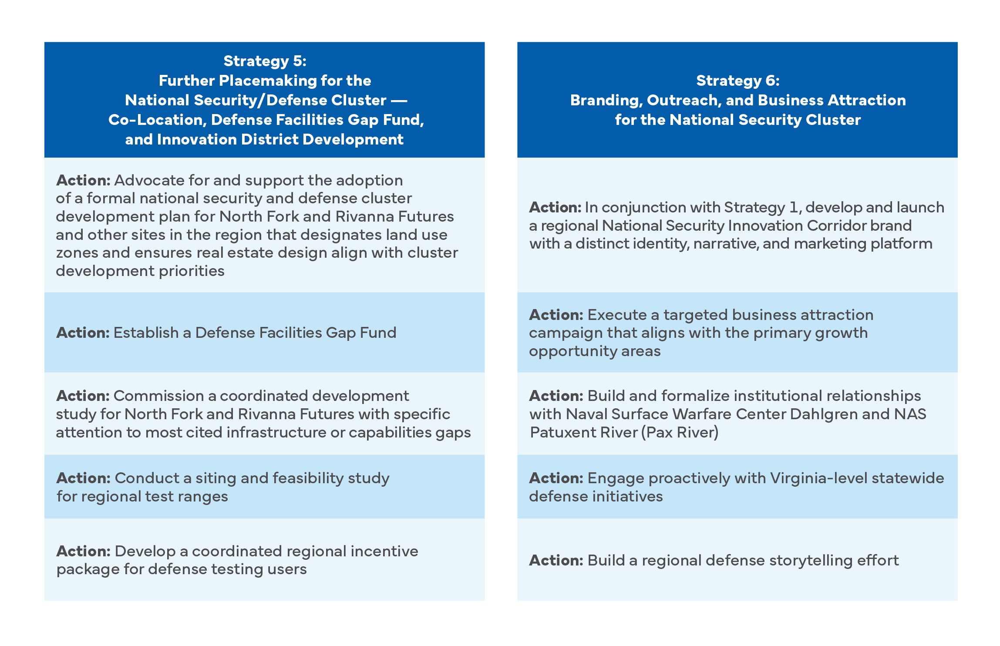 Strategy 5:
Further Placemaking for the
National Security/Defense Cluster —
Co-Location, Defense Facilities Gap Fund,
and Innovation District Development
Action: Advocate for and support the adoption
of a formal national security and defense cluster
development plan for North Fork and Rivanna Futures
and other sites in the region that designates land use
zones and ensures real estate design align with cluster
development priorities
Action: Establish a Defense Facilities Gap Fund
Action: Commission a coordinated development
study for North Fork and Rivanna Futures with specific
attention to most cited infrastructure or capabilities gaps
Action: Conduct a siting and feasibility study
for regional test ranges
Action: Develop a coordinated regional incentive
package for defense testing users
Strategy 6:
Branding, Outreach, and Business Attraction
for the National Security Cluster
Action: In conjunction with Strategy 1, develop and launch
a regional National Security Innovation Corridor brand
with a distinct identity, narrative, and marketing platform
Action: Execute a targeted business attraction
campaign that aligns with the primary growth
opportunity areas
Action: Build and formalize institutional relationships
with Naval Surface Warfare Center Dahlgren and NAS
Patuxent River (Pax River)
Action: Engage proactively with Virginia-level statewide
defense initiatives
Action: Build a regional defense storytelling effort